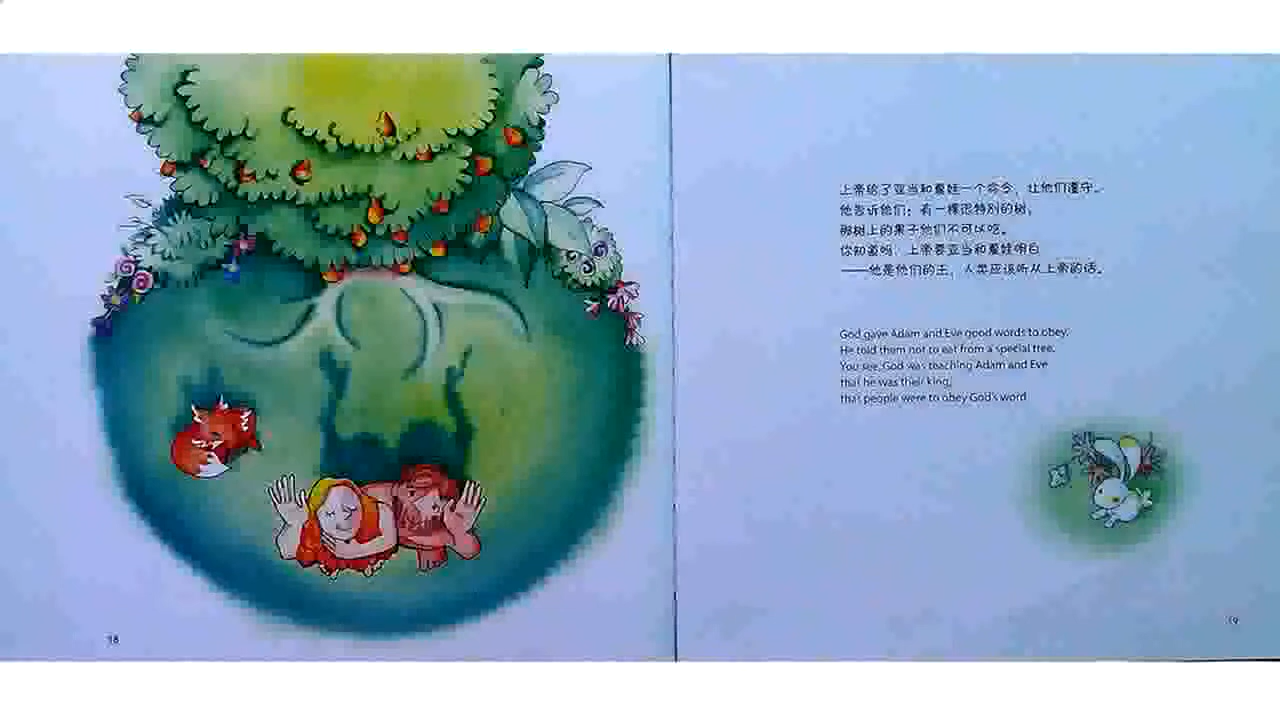 上帝给了亚当和夏娃一个命令，让他们遵守。
他告诉他们：有一棵很特别的树，
那树上的果子他们不可以吃。
你知道吗，上帝要亚当和夏娃明白
——他是他们的王，人类应该听从上帝的话。
God gave Adam and Eve good words to obey.
He told them not to eat from a special tree.
You see, God was teaching Adam and Eve
that he was their king,
that people were to obey God's word.
18
19